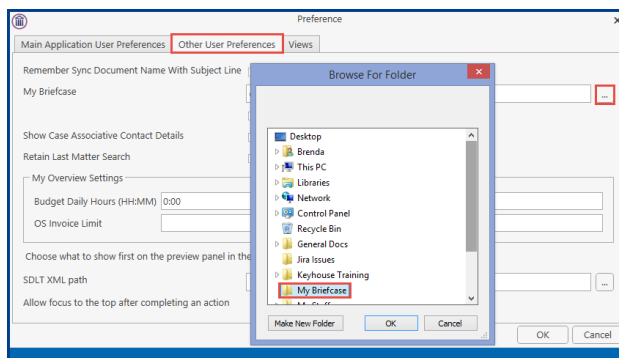 Preference
Main Application User Preferences Other User Preferences Views
Remember Sync Document Name With Subject Line
My Briefcase
...
Show Case Associative Contact Details
Retain Last Matter Search
My Overview Settings
Budget Daily Hours (HH:MM) 0:00
OS Invoice Limit
Choose what to show first on the preview panel in the
SDLT XML path
...
Allow focus to the top after completing an action
OK Cancel
Browse For Folder
Desktop
Brenda
This PC
Libraries
Network
Control Panel
Recycle Bin
General Docs
Jira Issues
Keyhouse Training
My Briefcase
Make New Folder OK Cancel